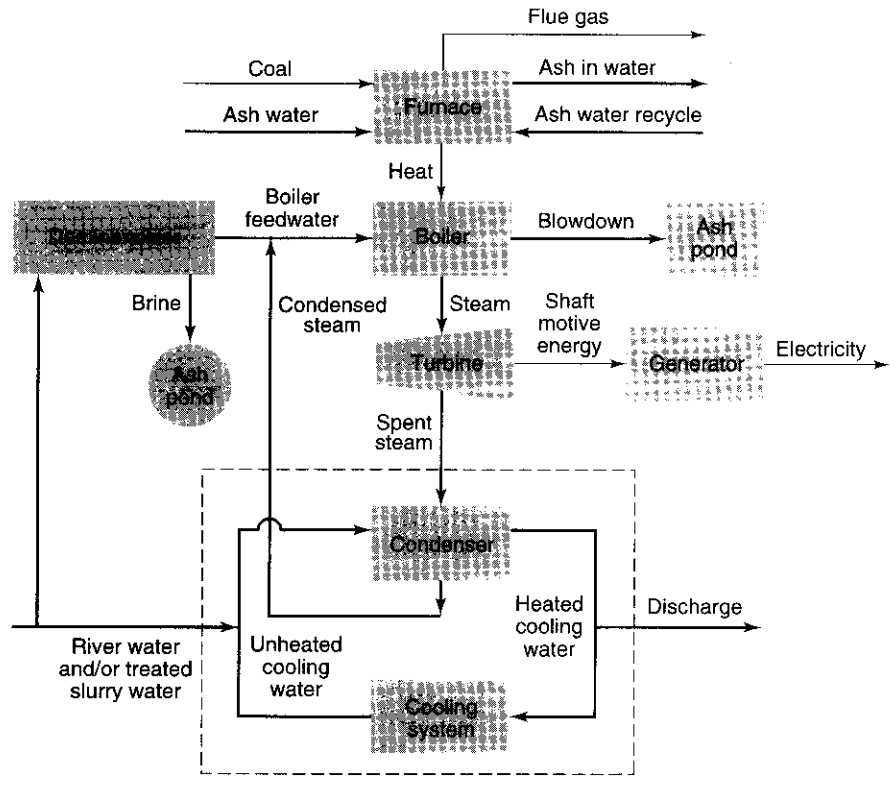 Flue gas
Coal
Ash in water
Furnace
Ash water
Ash water recycle
Heat
Boiler
feedwater
Boiler
Blowdown
Ash
pond
Brine
Condensed
steam
Steam
Shaft
motive
energy
Turbine
Generator
Electricity
Ash
pond
Spent
steam
Condenser
Heated
cooling
water
Discharge
River water
and/or treated
slurry water
Unheated
cooling
water
Cooling
system